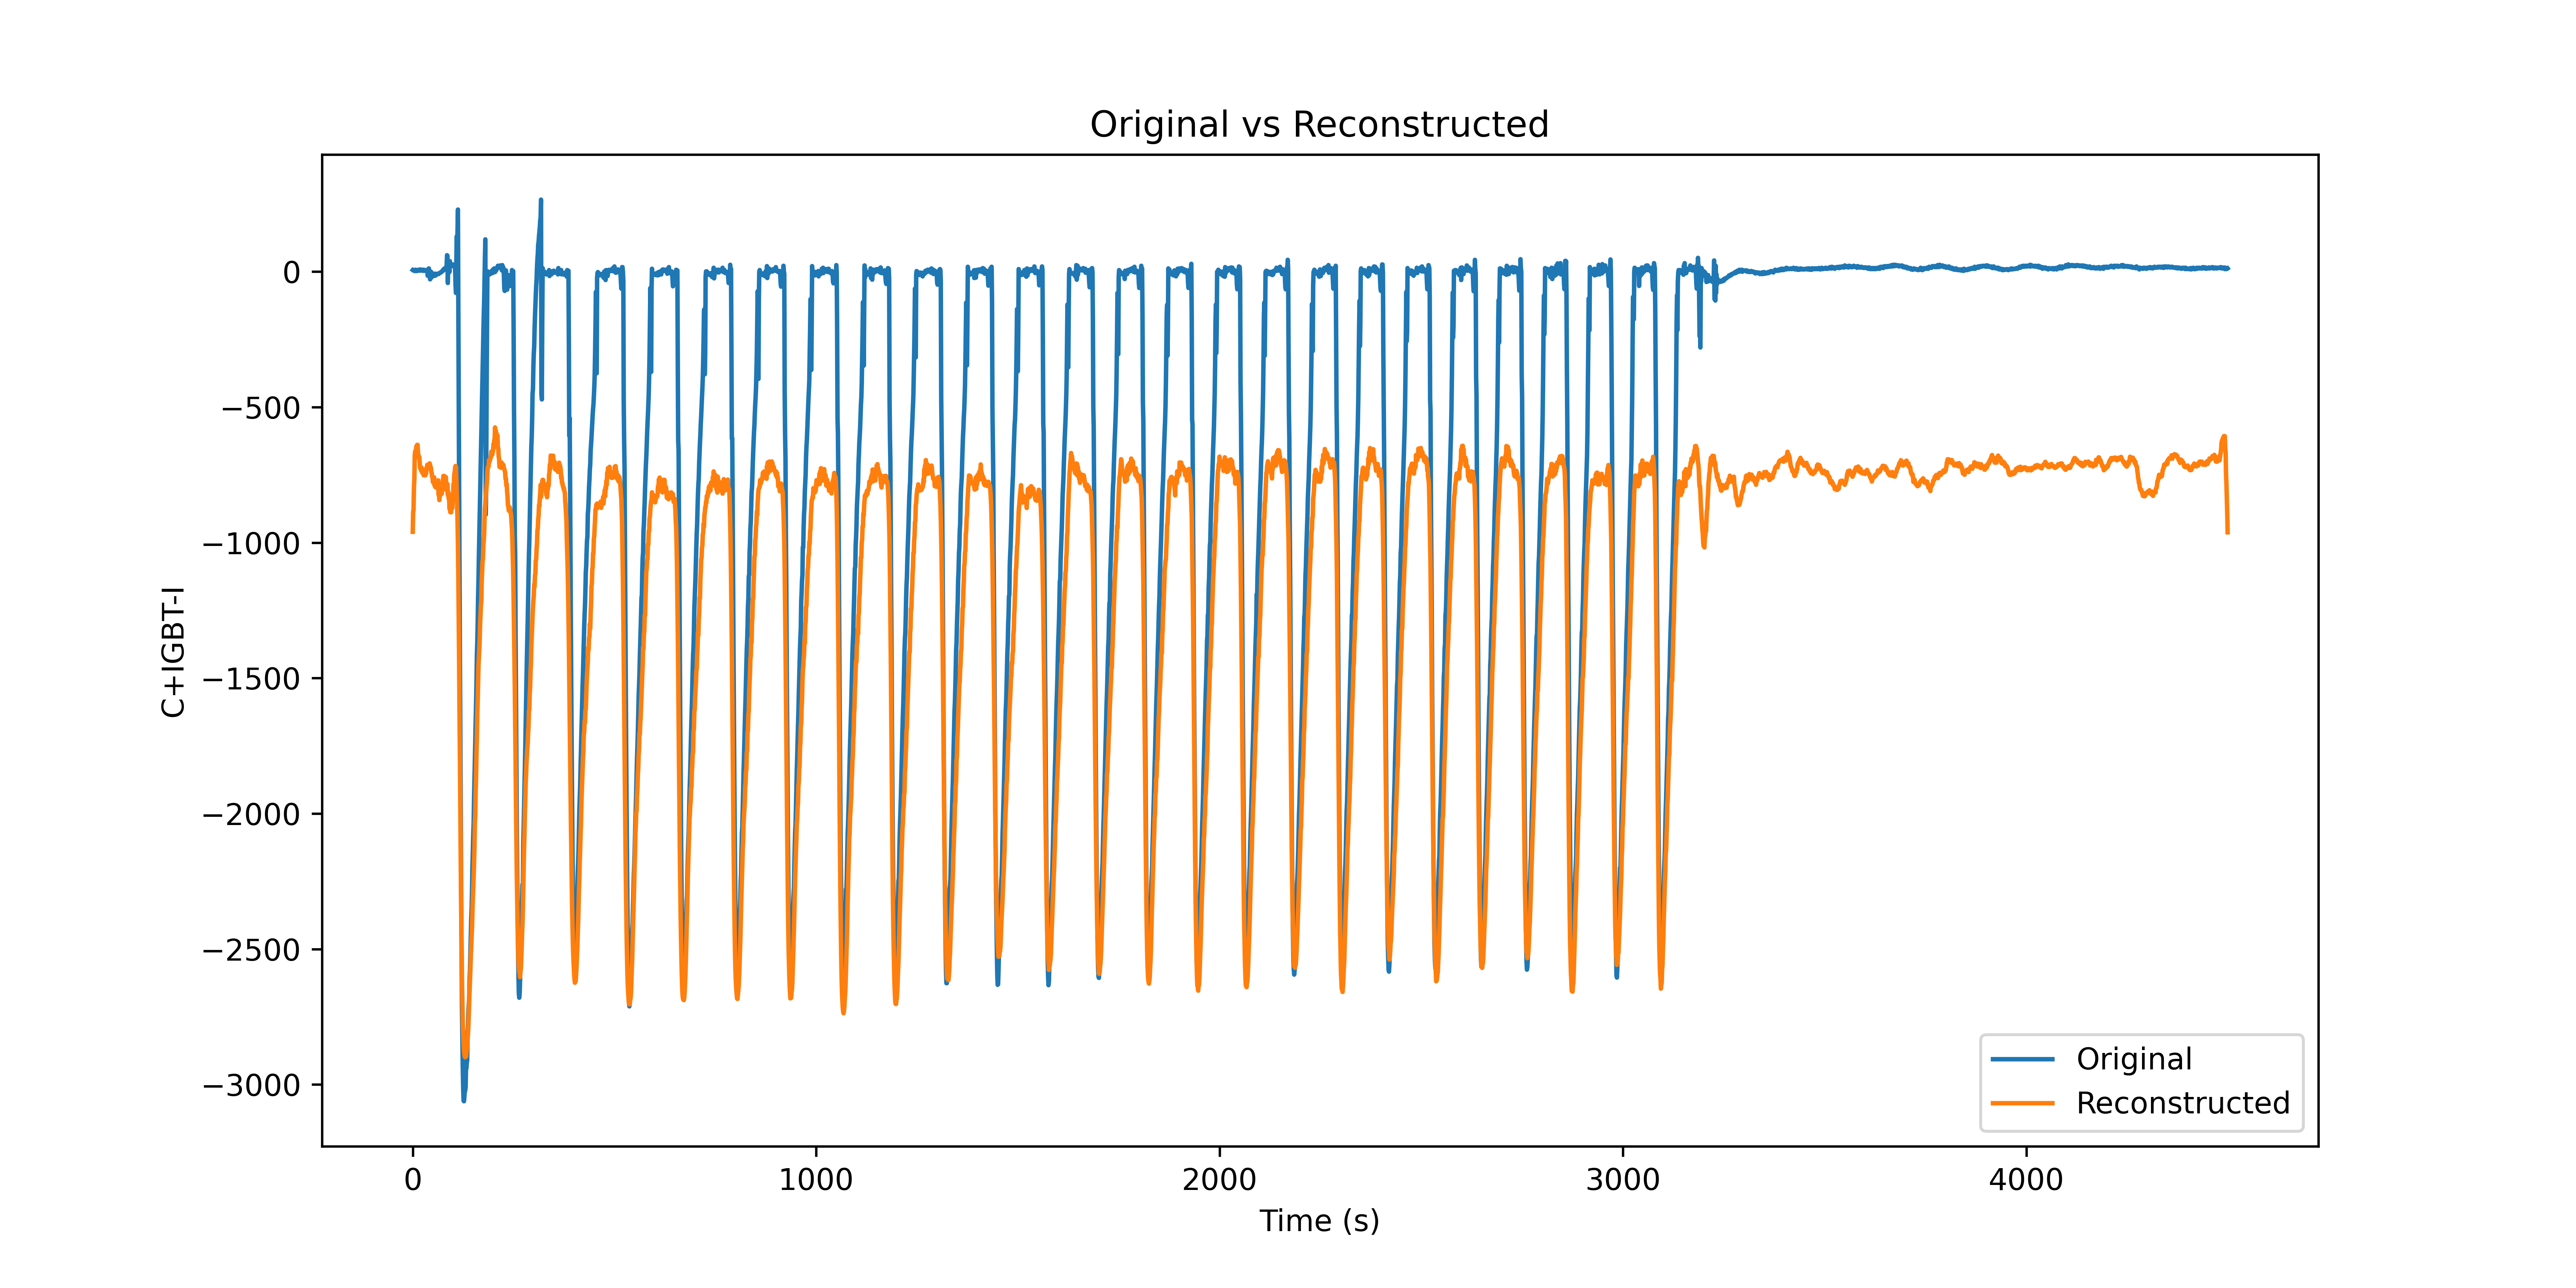 Original vs Reconstructed
C+IGBT-I
0
−500
−1000
−1500
−2000
−2500
−3000
0 1000 2000 3000 4000
Time (s)
Original
Reconstructed